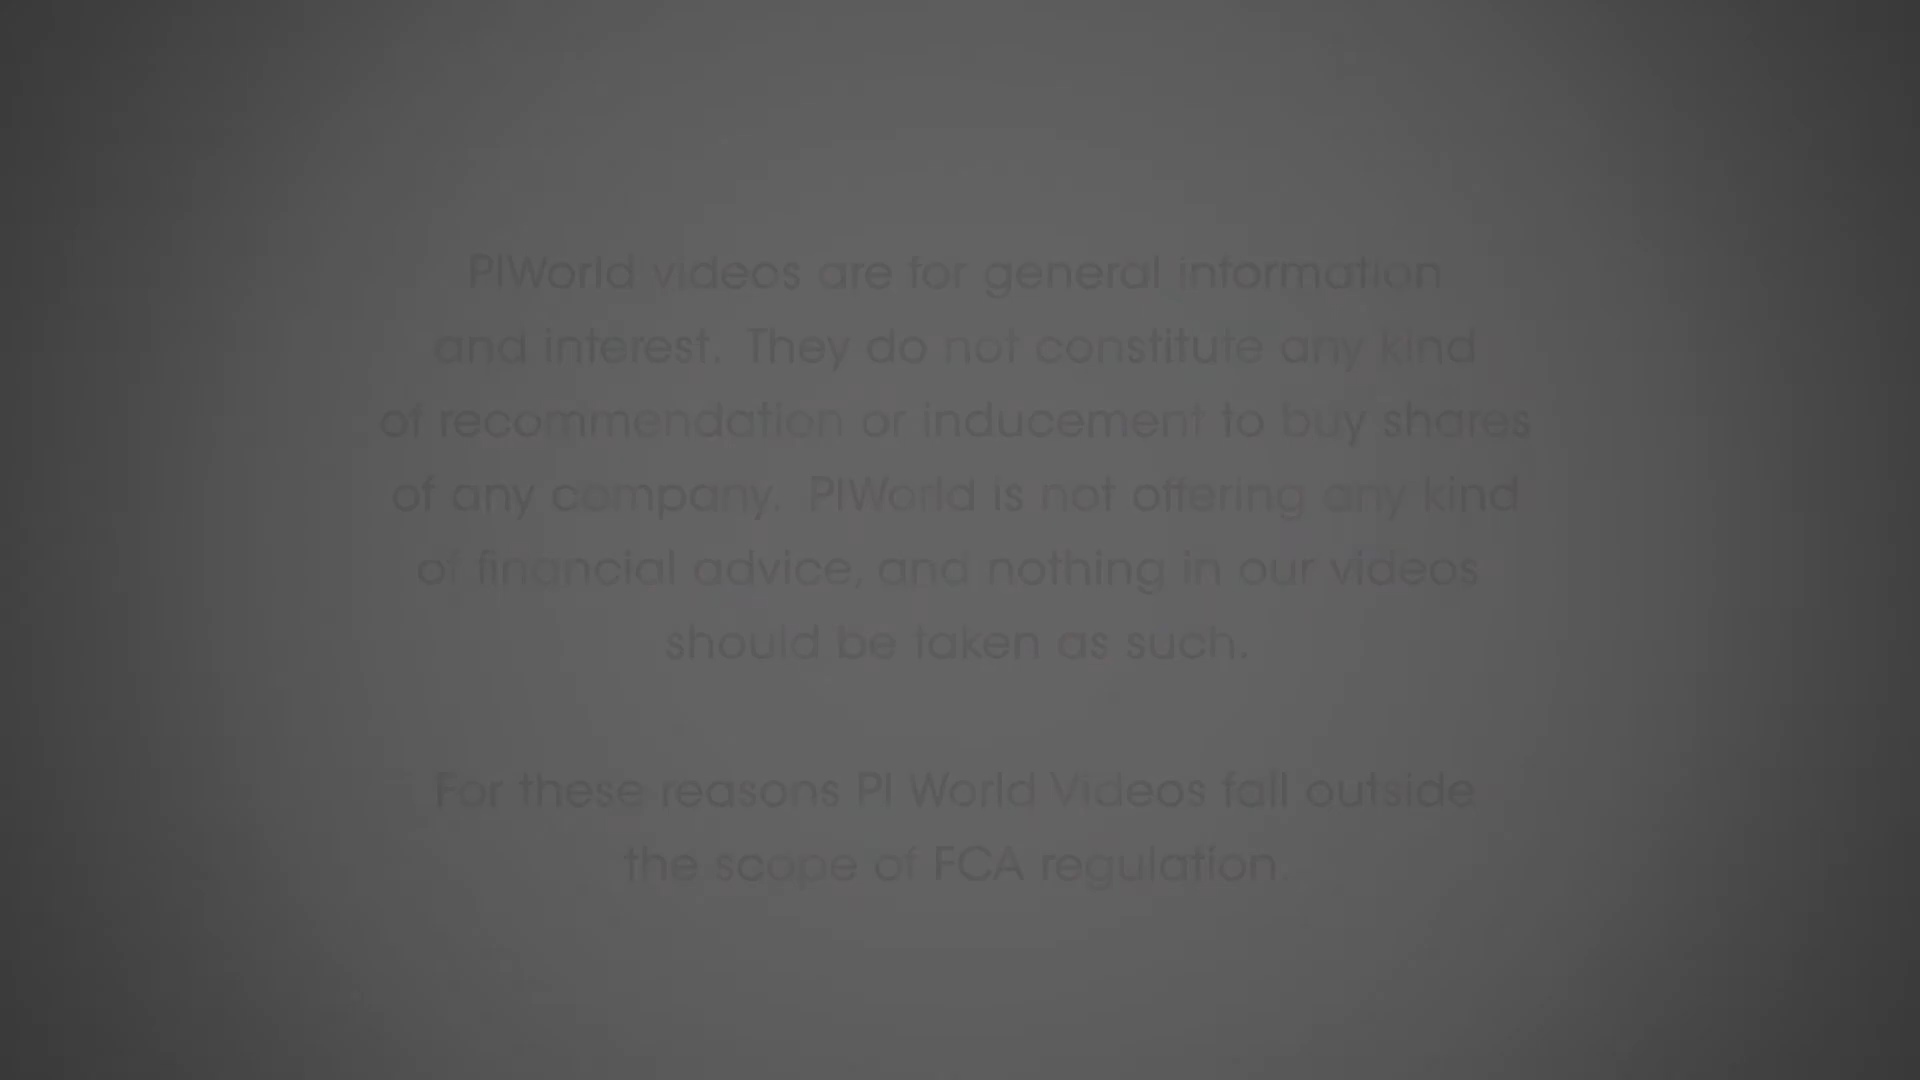 PIWorld videos are for general information
and interest. They do not constitute any kind
of recommendation or inducement to buy shares
of any company. PIWorld is not offering any kind
of financial advice, and nothing in our videos
should be taken as such.
For these reasons PI World Videos fall outside
the scope of FCA regulation.